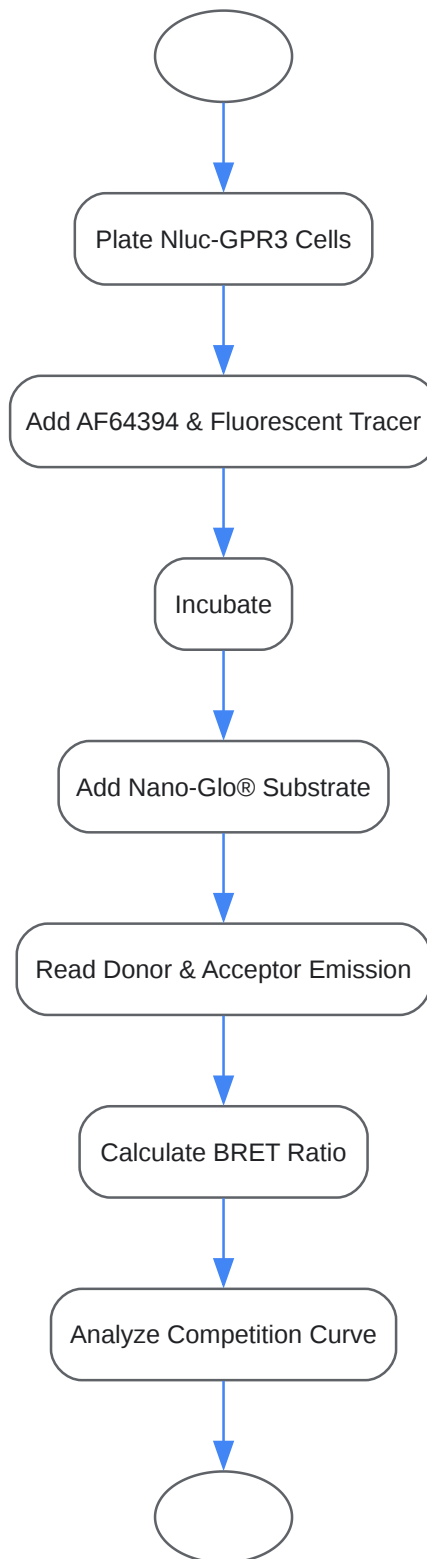 Plate Nluc-GPR3 Cells
Add AF64394 & Fluorescent Tracer
Incubate
Add Nano-Glo® Substrate
Read Donor & Acceptor Emission
Calculate BRET Ratio
Analyze Competition Curve